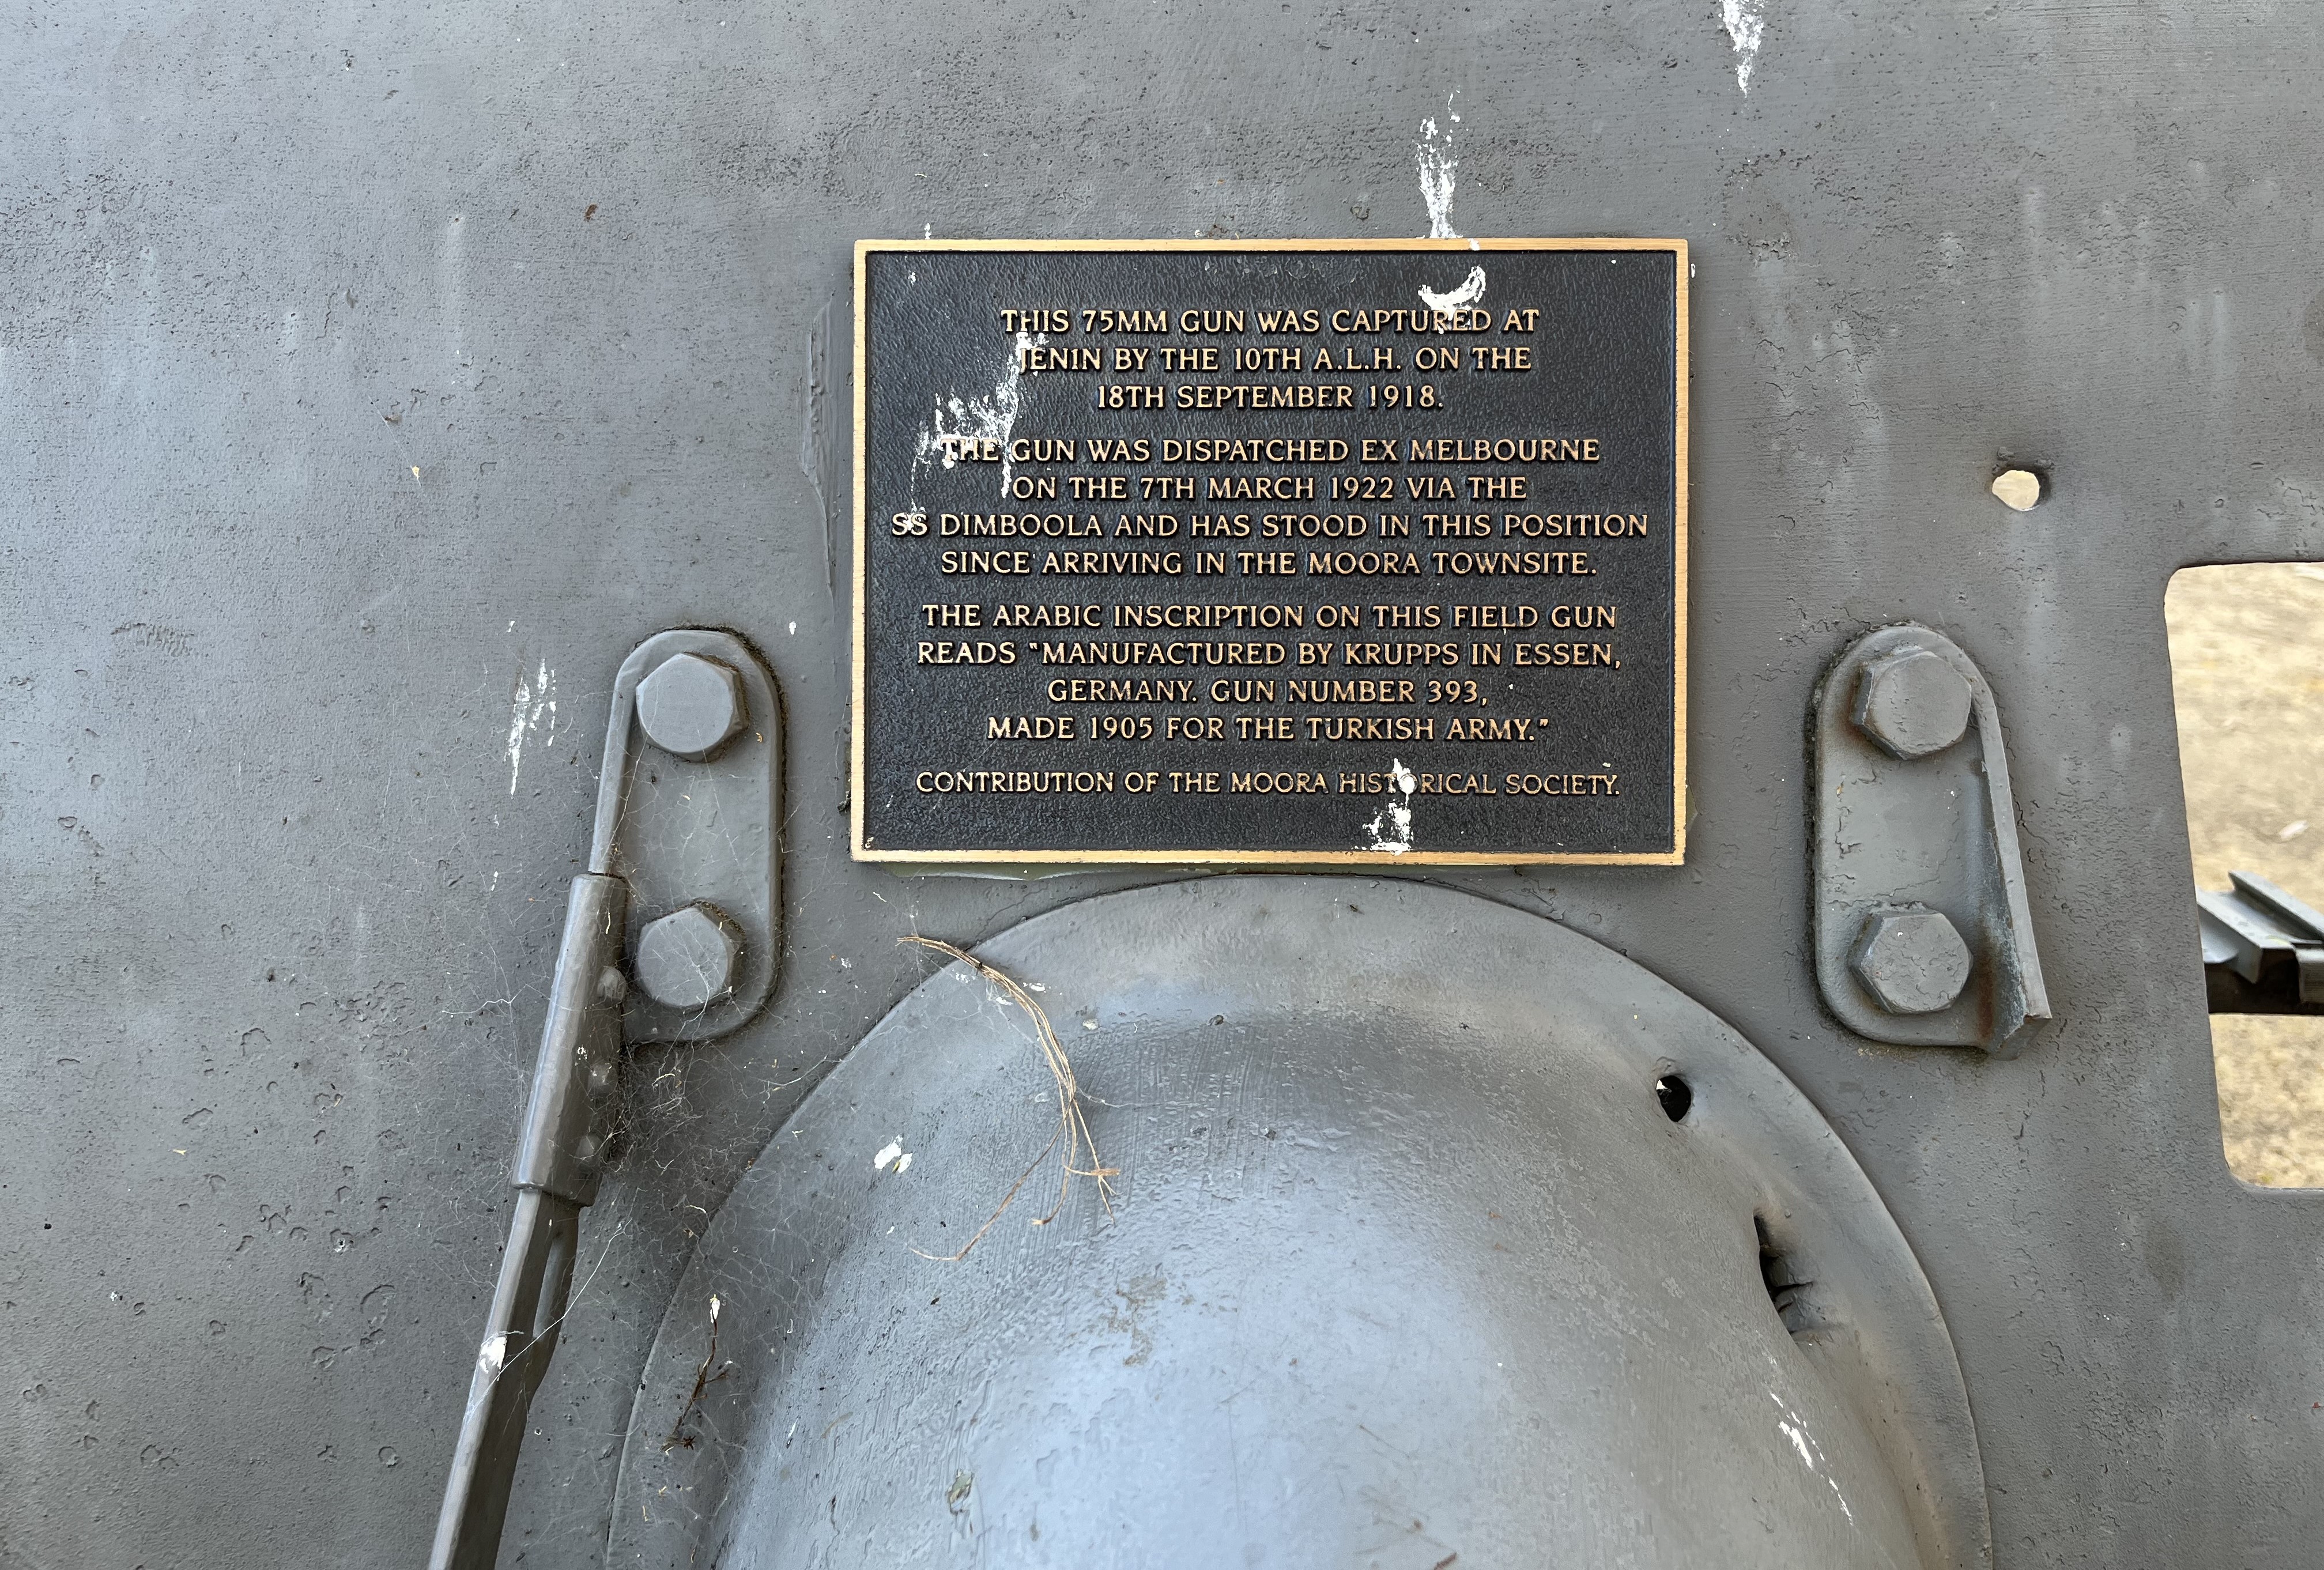 THIS 75MM GUN WAS CAPTURED AT
JENIN BY THE 10TH A.L.H. ON THE
18TH SEPTEMBER 1918.
THE GUN WAS DISPATCHED EX MELBOURNE
ON THE 7TH MARCH 1922 VIA THE
SS DIMBOOLA AND HAS STOOD IN THIS POSITION
SINCE ARRIVING IN THE MOORA TOWNSITE.
THE ARABIC INSCRIPTION ON THIS FIELD GUN
READS "MANUFACTURED BY KRUPPS IN ESSEN,
GERMANY. GUN NUMBER 393,
MADE 1905 FOR THE TURKISH ARMY."
CONTRIBUTION OF THE MOORA HISTORICAL SOCIETY.